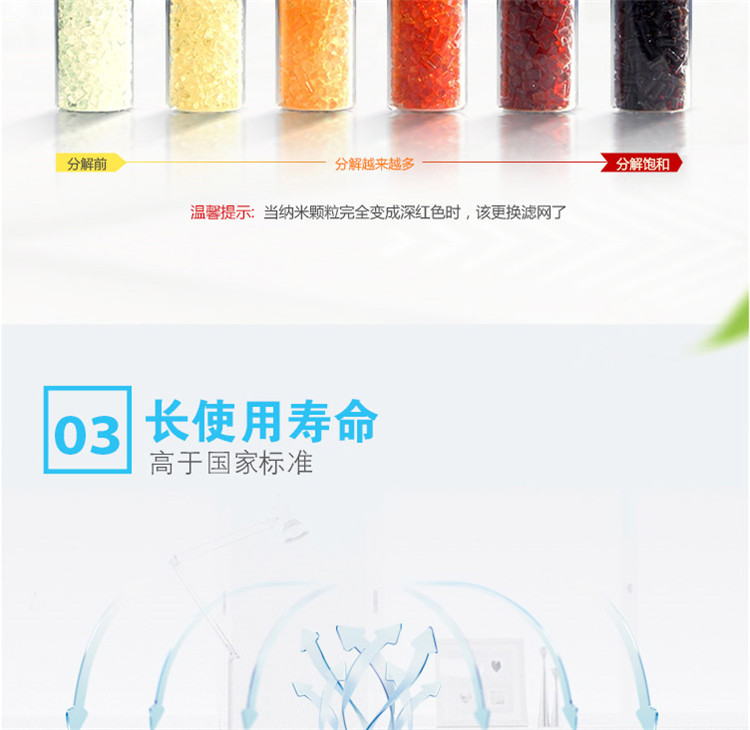 分解前 分解越来越多 分解饱和
温馨提示: 当纳米颗粒完全变成深红色时，该更换滤网了
03 长使用寿命
高于国家标准